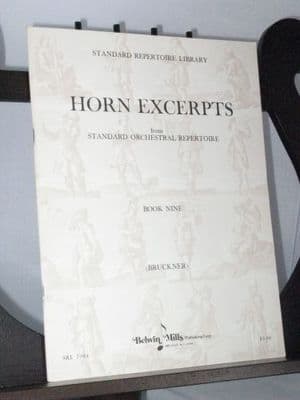 STANDARD REPERTOIRE LIBRARY
HORN EXCERPTS
from
STANDARD ORCHESTRAL REPERTOIRE
BOOK NINE
(BRUCKNER)
Belwin Mills